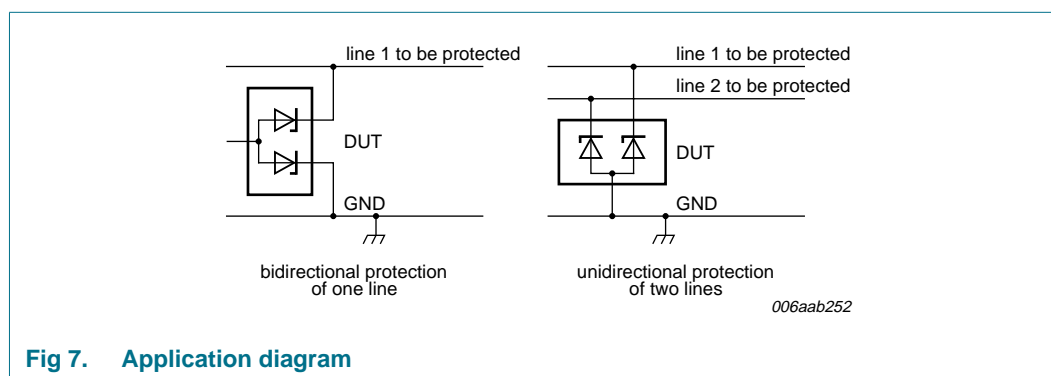 line 1 to be protected
DUT
GND
bidirectional protection
of one line
line 1 to be protected
line 2 to be protected
DUT
GND
unidirectional protection
of two lines
006aab252
Fig 7. Application diagram